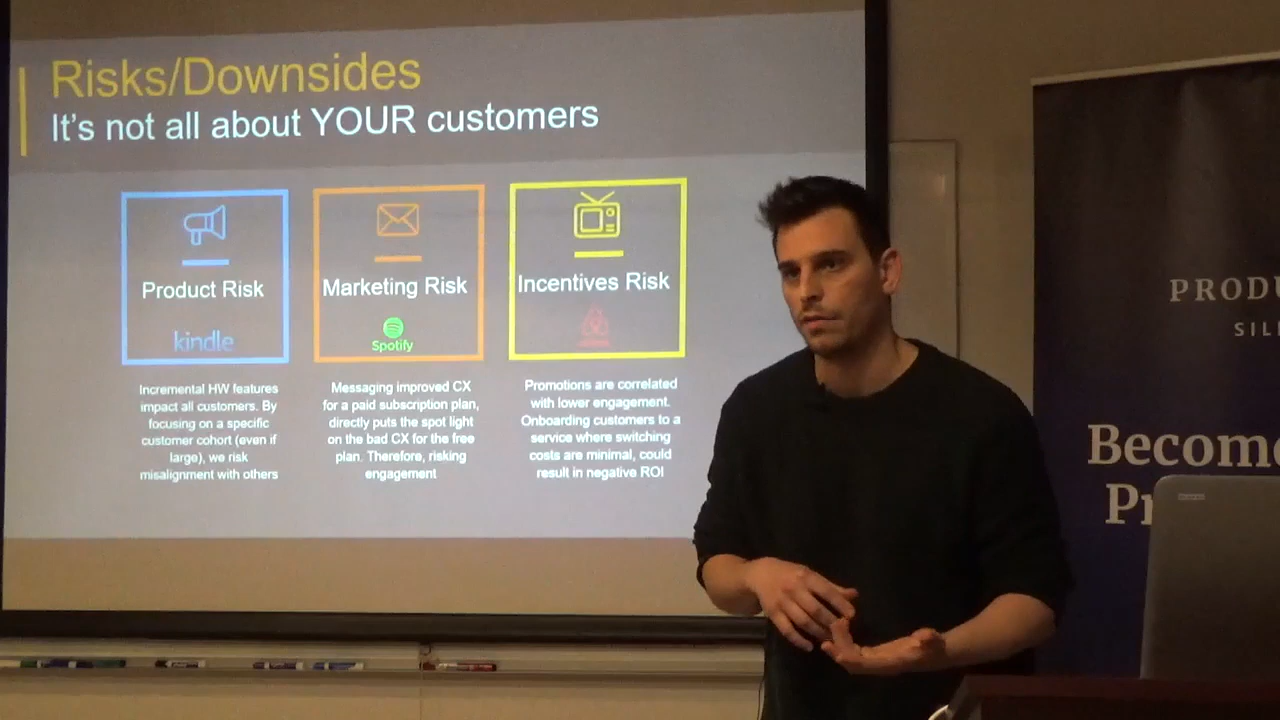 Risks/Downsides
It's not all about YOUR customers
Product Risk
kindle
Incremental HW features
impact all customers. By
focusing on a specific
customer cohort (even if
large), we risk
misalignment with others
Marketing Risk
Spotify
Messaging improved CX
for a paid subscription plan,
directly puts the spot light
on the bad CX for the free
plan. Therefore, risking
engagement
Incentives Risk
Promotions are correlated
with lower engagement.
Onboarding customers to a
service where switching
costs are minimal, could
result in negative ROI
PRODU
SIL
Become
Pr